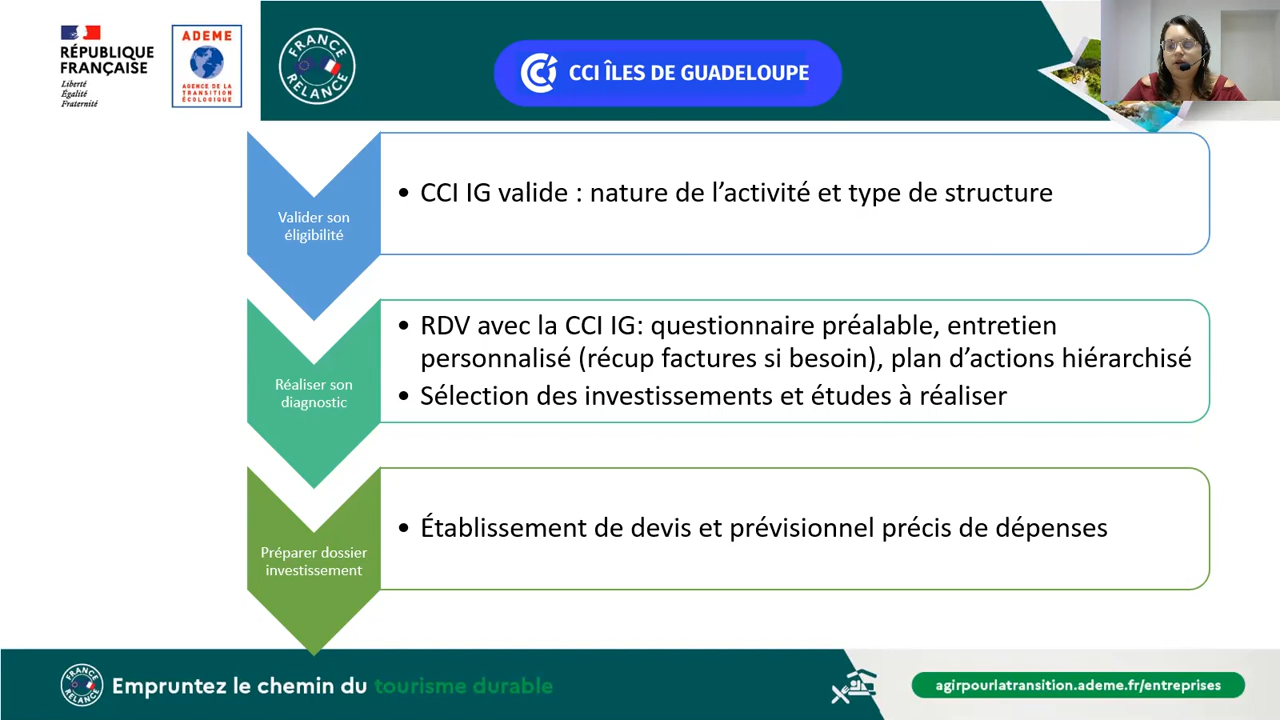 RÉPUBLIQUE
FRANÇAISE
Liberté
Égalité
Fraternité
ADEME
AGENCE DE LA
TRANSITION
ÉCOLOGIQUE
FRANCE
RELANCE
CCI ÎLES DE GUADELOUPE
Valider son
éligibilité
• CCI IG valide : nature de l’activité et type de structure
Réaliser son
diagnostic
• RDV avec la CCI IG: questionnaire préalable, entretien
personnalisé (récup factures si besoin), plan d’actions hiérarchisé
• Sélection des investissements et études à réaliser
Préparer dossier
investissement
• Établissement de devis et prévisionnel précis de dépenses
FRANCE
RELANCE
Empruntez le chemin du tourisme durable
agirpourlatransition.ademe.fr/entreprises